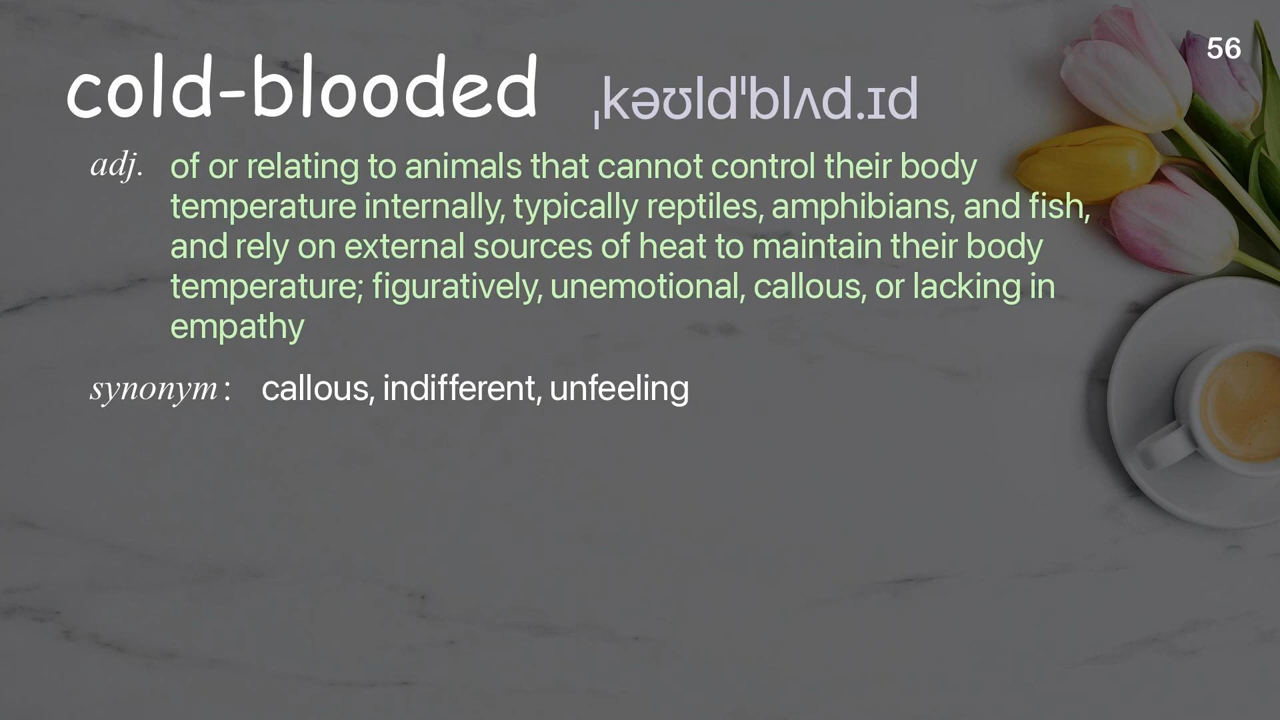 56
cold-blooded ˌkəʊldˈblʌd.ɪd
adj. of or relating to animals that cannot control their body
temperature internally, typically reptiles, amphibians, and fish,
and rely on external sources of heat to maintain their body
temperature; figuratively, unemotional, callous, or lacking in
empathy
synonym: callous, indifferent, unfeeling